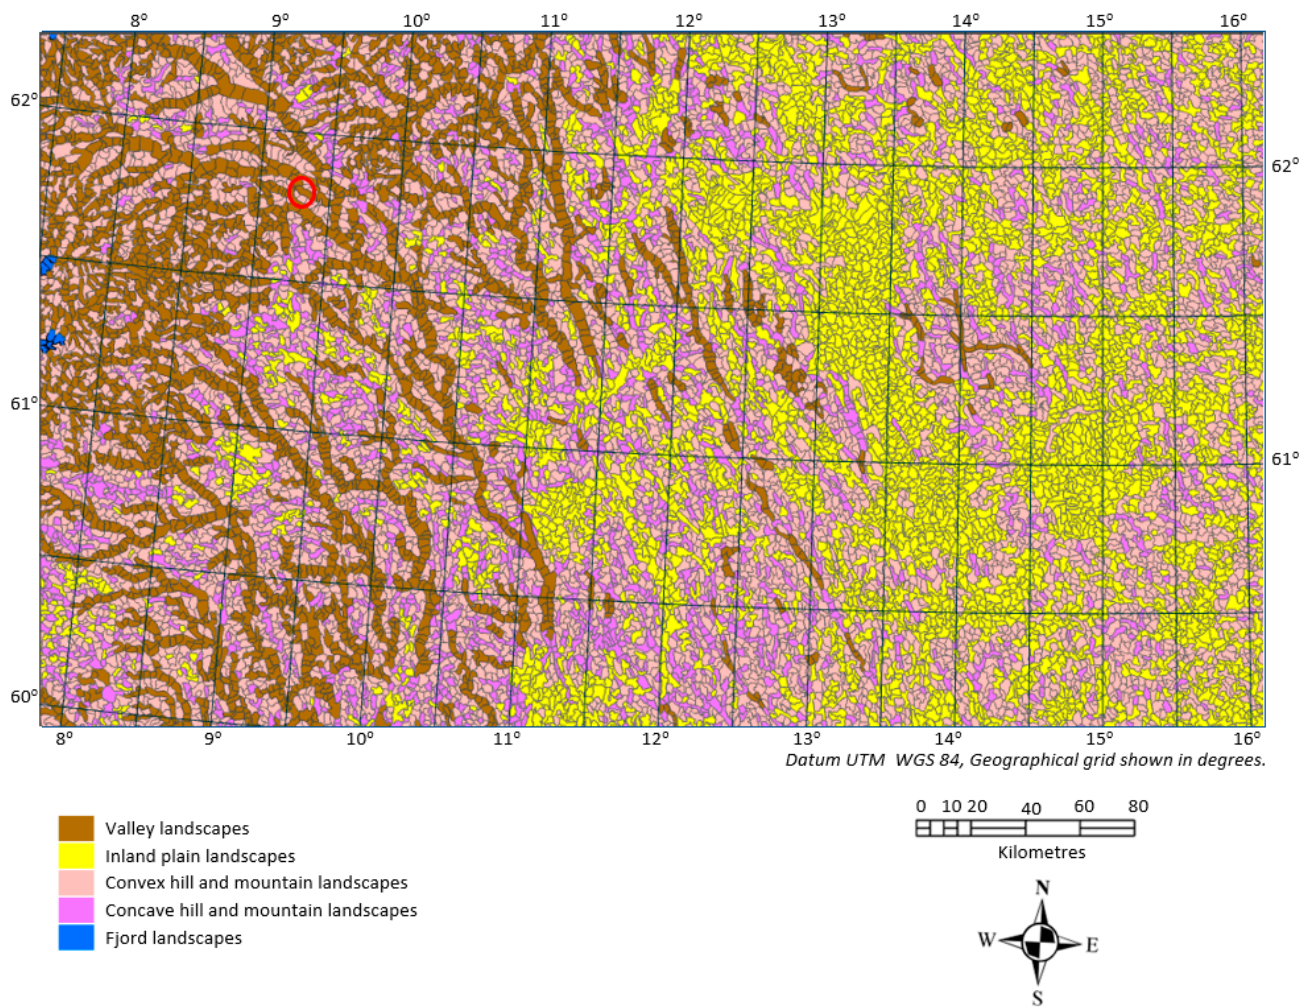 8° 9° 10° 11° 12° 13° 14° 15° 16°
62°
62°
61°
61°
60°
8° 9° 10° 11° 12° 13° 14° 15° 16°
Datum UTM WGS 84, Geographical grid shown in degrees.
Valley landscapes
Inland plain landscapes
Convex hill and mountain landscapes
Concave hill and mountain landscapes
Fjord landscapes
0 10 20 40 60 80
Kilometres
N
W E
S